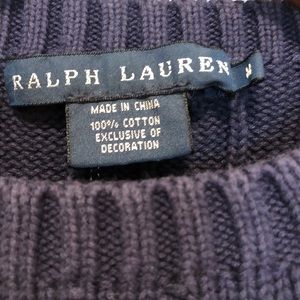 RALPH LAUREN
M
MADE IN CHINA
100% COTTON
EXCLUSIVE OF
DECORATION